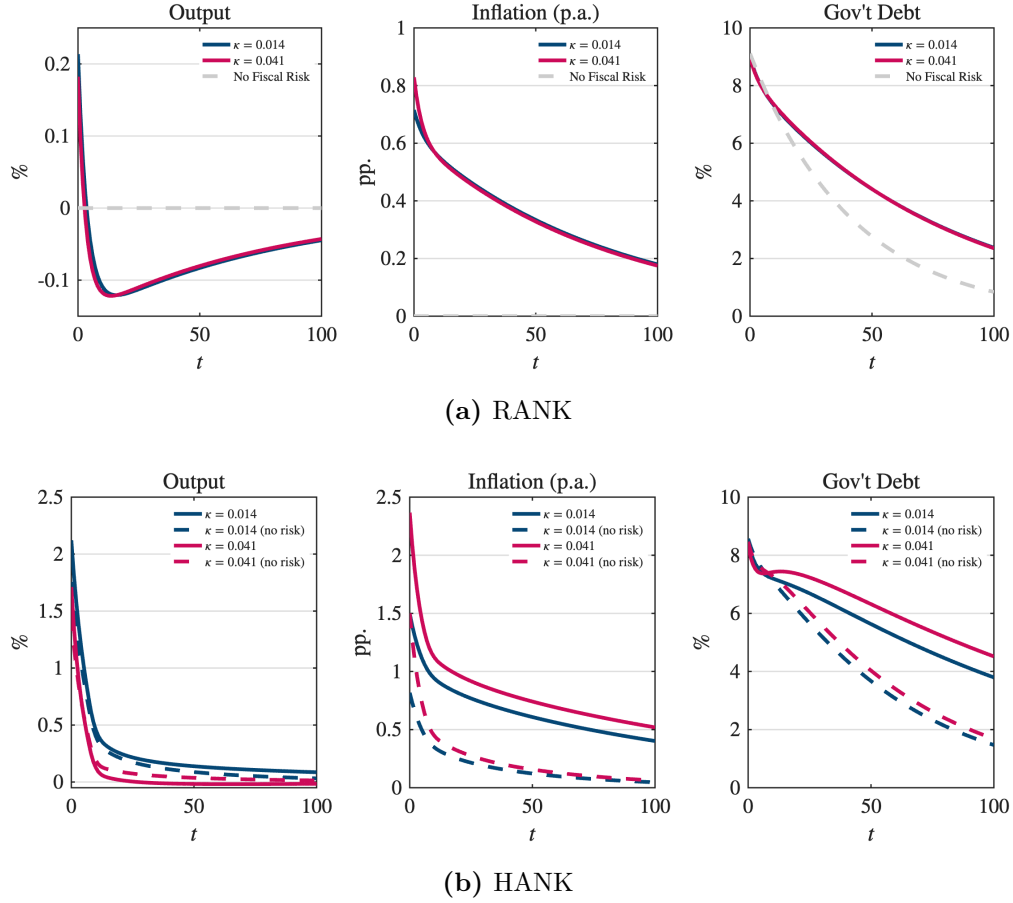 Output
κ = 0.014
κ = 0.041
No Fiscal Risk
0.2
0.1
0
-0.1
%
0
50
100
t
Inflation (p.a.)
κ = 0.014
κ = 0.041
No Fiscal Risk
1
0.8
0.6
0.4
0.2
0
pp.
0
50
100
t
Gov't Debt
κ = 0.014
κ = 0.041
No Fiscal Risk
10
8
6
4
2
0
%
0
50
100
t
(a) RANK
Output
κ = 0.014
κ = 0.014 (no risk)
κ = 0.041
κ = 0.041 (no risk)
2.5
2
1.5
1
0.5
0
%
0
50
100
t
Inflation (p.a.)
κ = 0.014
κ = 0.014 (no risk)
κ = 0.041
κ = 0.041 (no risk)
2.5
2
1.5
1
0.5
0
pp.
0
50
100
t
Gov't Debt
κ = 0.014
κ = 0.014 (no risk)
κ = 0.041
κ = 0.041 (no risk)
10
8
6
4
2
0
%
0
50
100
t
(b) HANK